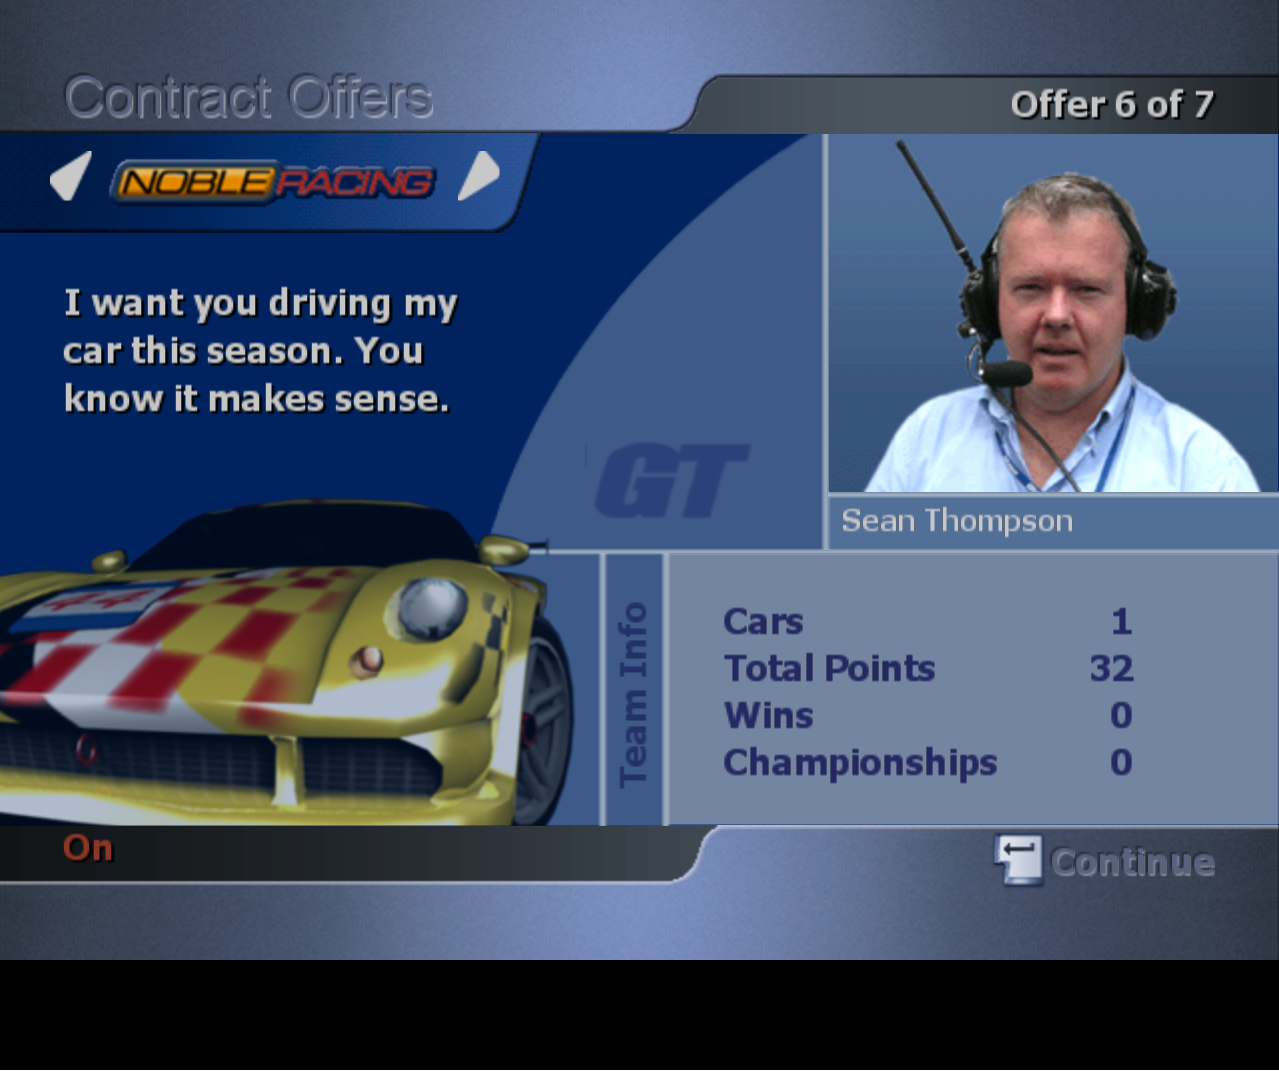 Contract Offers
Offer 6 of 7
NOBLE RACING
I want you driving my
car this season. You
know it makes sense.
GT
Sean Thompson
44
Team Info
Cars 1
Total Points 32
Wins 0
Championships 0
On
Continue